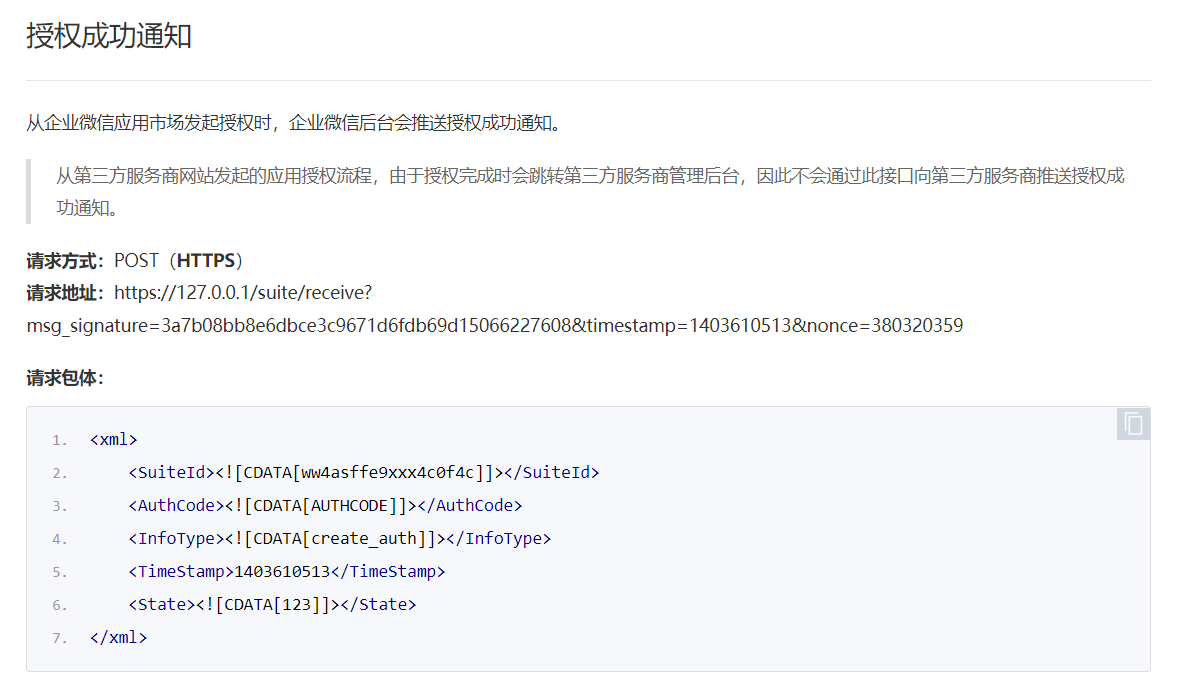 授权成功通知
从企业微信应用市场发起授权时，企业微信后台会推送授权成功通知。
从第三方服务商网站发起的应用授权流程，由于授权完成时会跳转第三方服务商管理后台，因此不会通过此接口向第三方服务商推送授权成
功通知。
请求方式：POST（HTTPS）
请求地址：https://127.0.0.1/suite/receive?
msg_signature=3a7b08bb8e6dbce3c9671d6fdb69d15066227608&timestamp=1403610513&nonce=380320359
请求包体：
1. <xml>
2. <SuiteId><![CDATA[ww4asffe9xxx4c0f4c]]></SuiteId>
3. <AuthCode><![CDATA[AUTHCODE]]></AuthCode>
4. <InfoType><![CDATA[create_auth]]></InfoType>
5. <TimeStamp>1403610513</TimeStamp>
6. <State><![CDATA[123]]></State>
7. </xml>